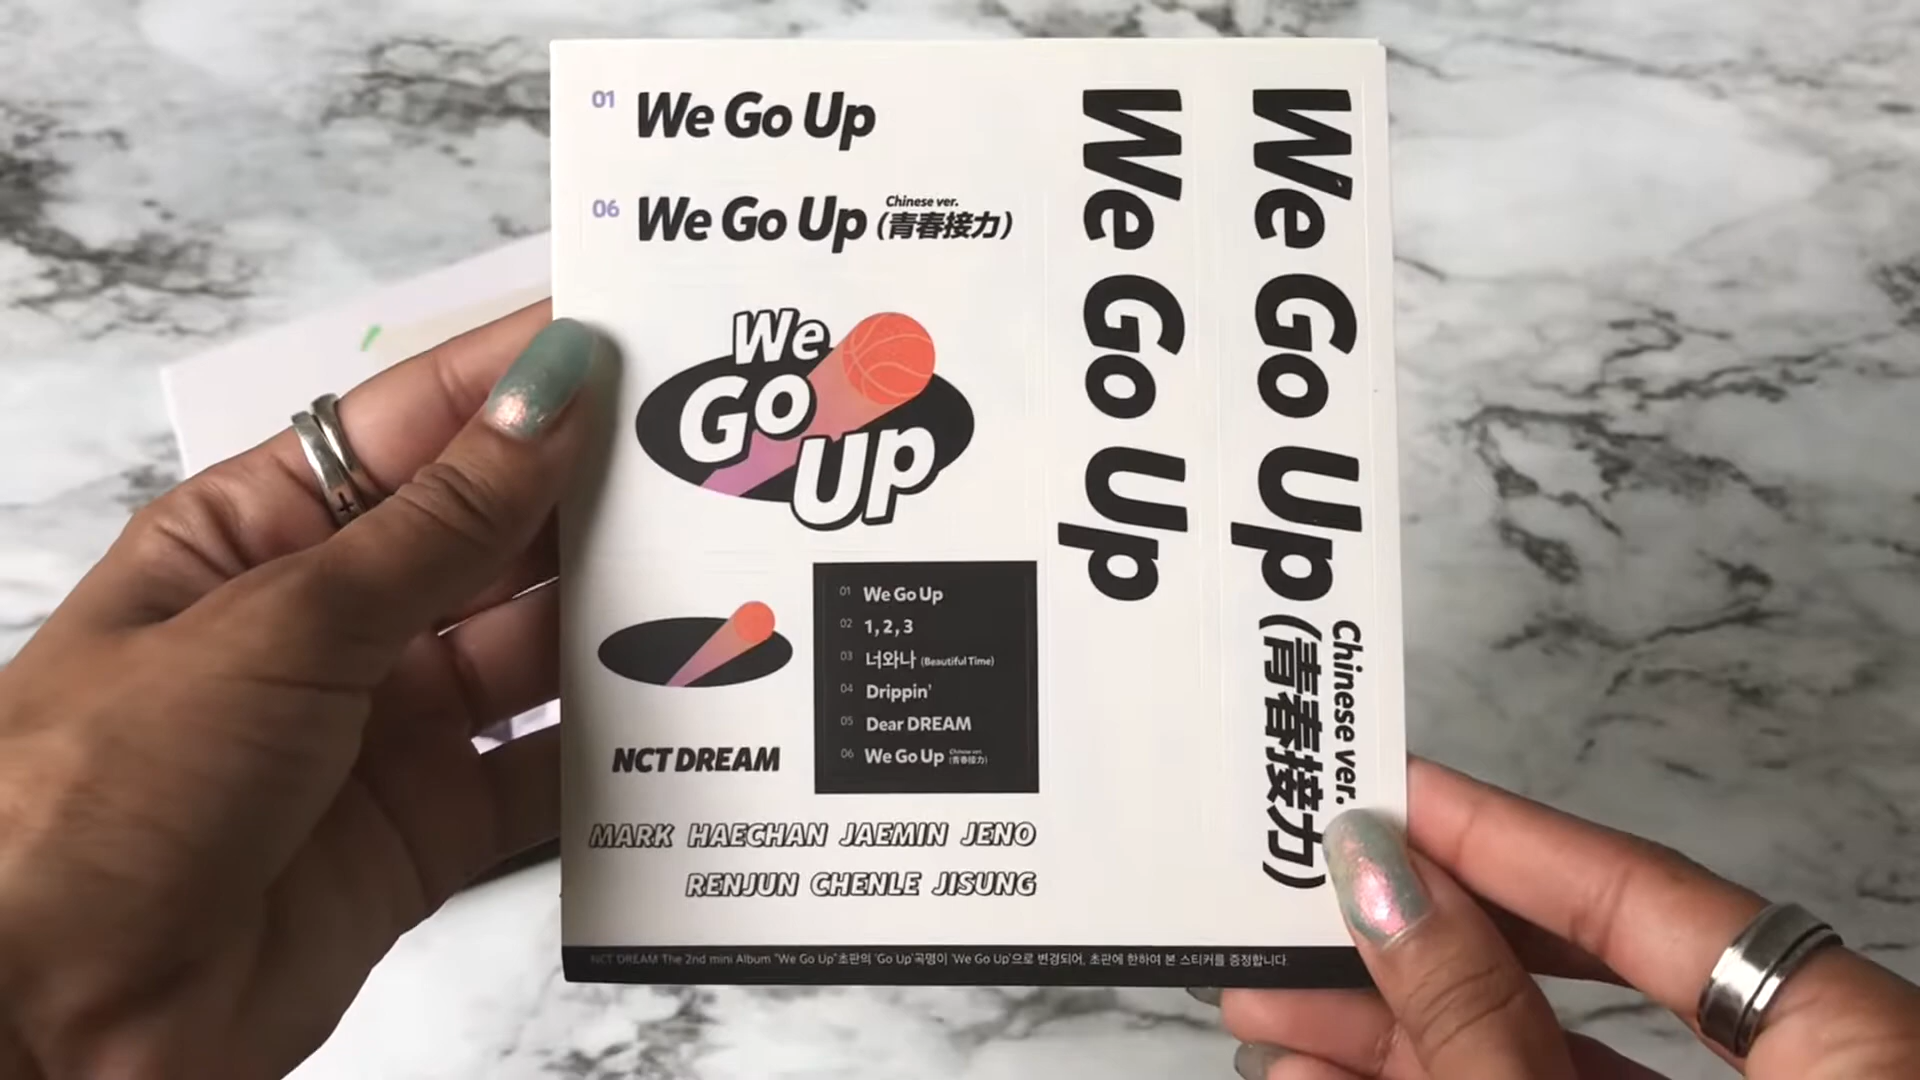 01 We Go Up
06 We Go Up Chinese ver. (青春接力)
We
Go
Up
01 We Go Up
02 1, 2, 3
03 너와나 (Beautiful Time)
04 Drippin'
05 Dear DREAM
06 We Go Up Chinese ver. (青春接力)
NCT DREAM
MARK HAECHAN JAEMIN JENO
RENJUN CHENLE JISUNG
We Go Up
We Go Up Chinese ver. (青春接力)
NCT DREAM The 2nd mini Album "We Go Up"초판의 'Go Up'곡명이 'We Go Up'으로 변경되어, 초판에 한하여 본 스티커를 증정합니다.